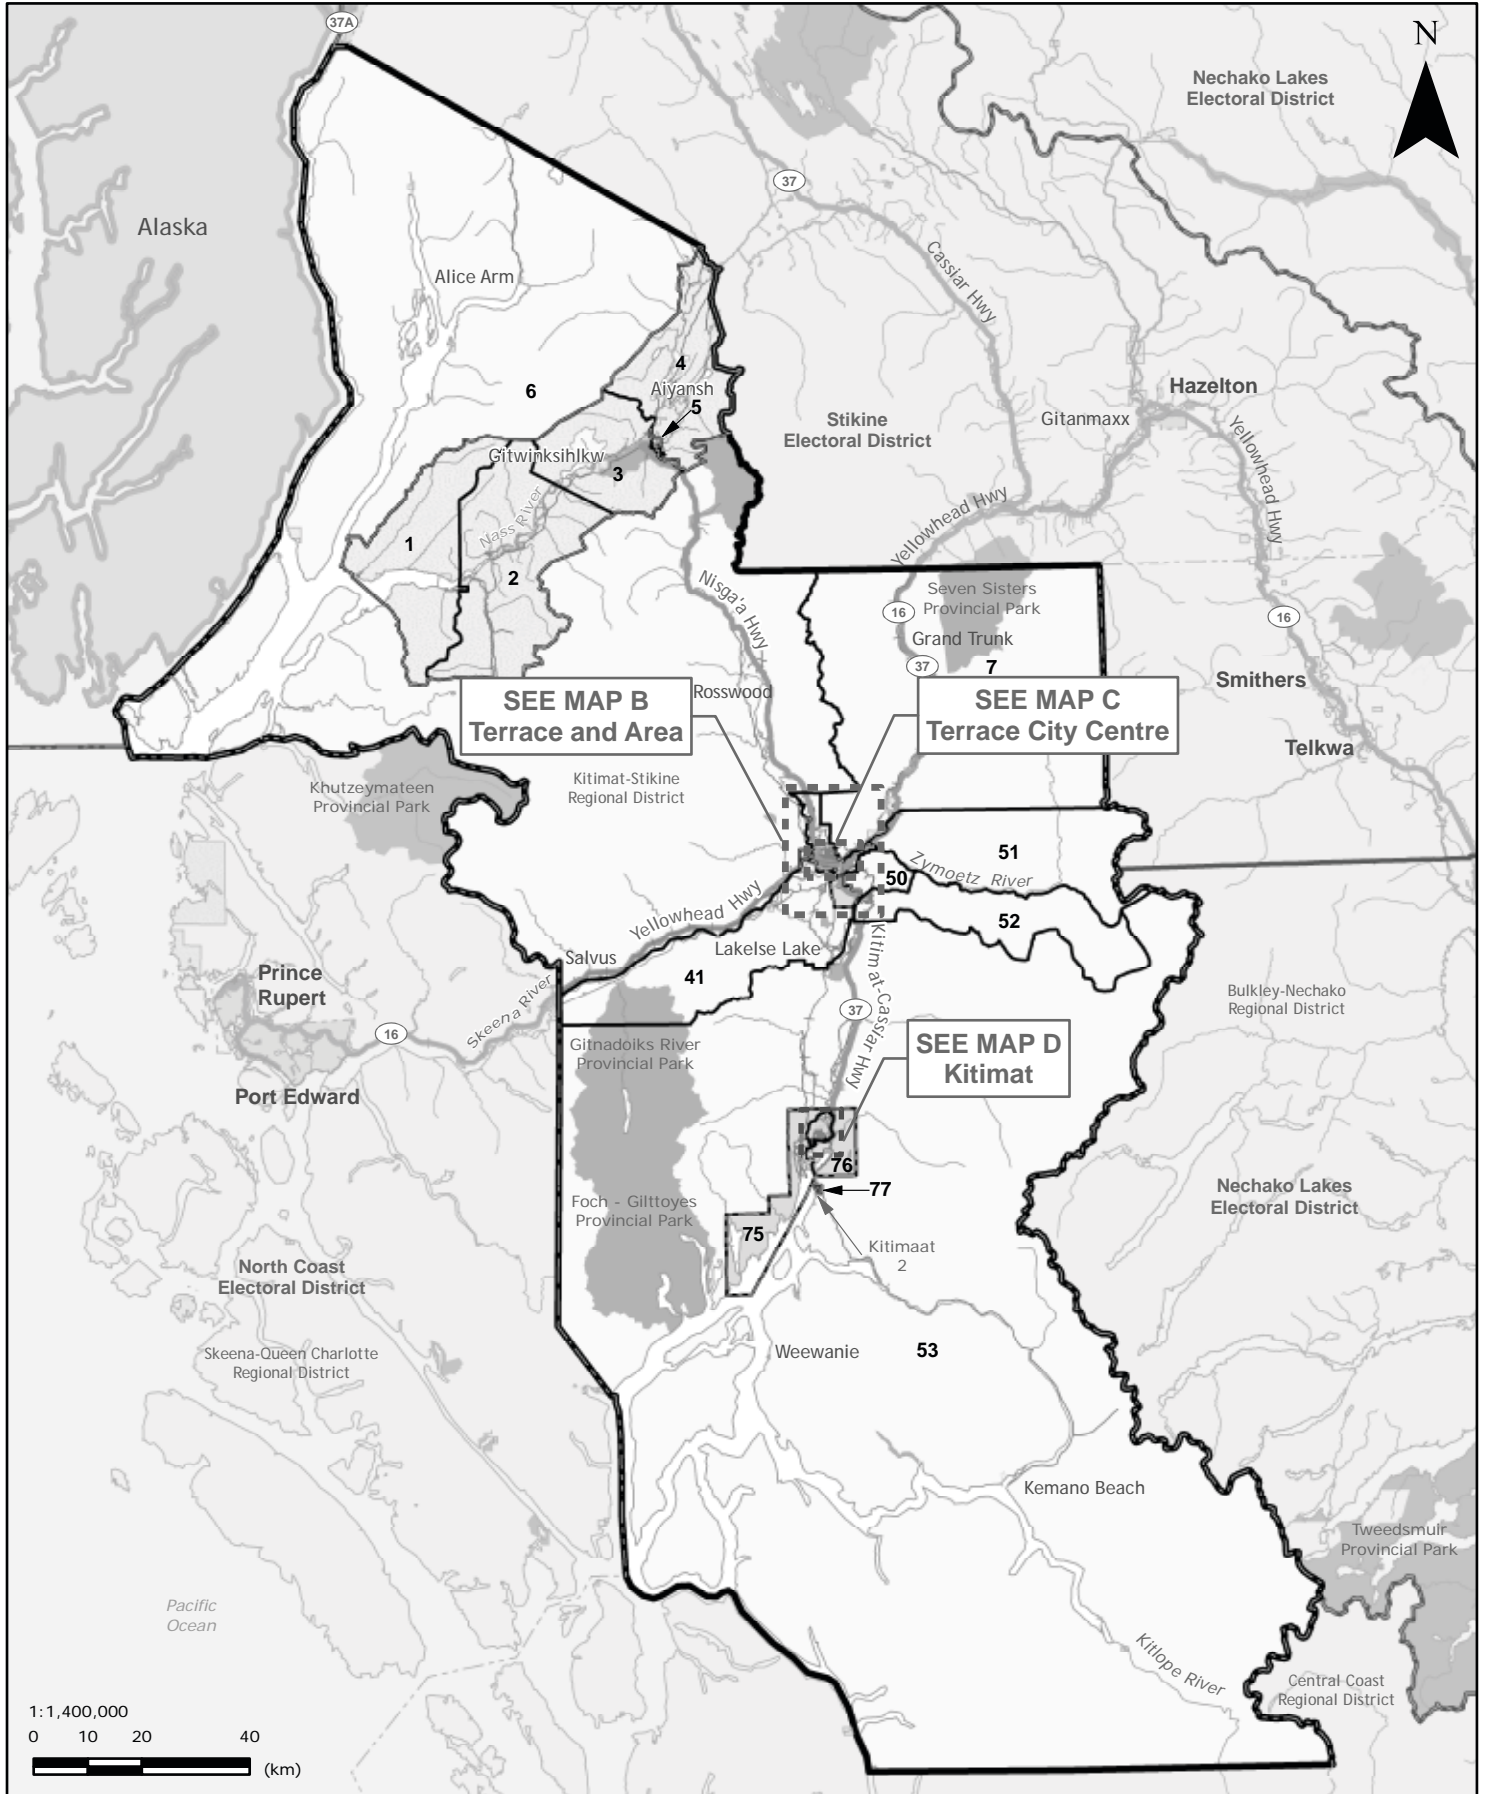 37A
N
Nechako Lakes
Electoral District
37
Alaska
Cassiar Hwy
Alice Arm
4
Aiyansh
5
6
Hazelton
Gitanmaxx
Stikine
Electoral District
Yellowhead Hwy
Gitwinksihlkw
3
Yellowhead Hwy
Nass River
1
2
Nisga'a Hwy
Seven Sisters
Provincial Park
16
16
Grand Trunk
37
7
Smithers
Rosswood
SEE MAP B
Terrace and Area
SEE MAP C
Terrace City Centre
Telkwa
Kitimat-Stikine
Regional District
Khutzeymateen
Provincial Park
51
Zymoetz River
50
52
Yellowhead Hwy
Lakelse Lake
Salvus
41
Kitimat-Cassiar Hwy
Prince
Rupert
Skeena River
16
37
Bulkley-Nechako
Regional District
SEE MAP D
Kitimat
Gitnadoiks River
Provincial Park
Port Edward
76
77
Foch - Gilttoyes
Provincial Park
75
Kitimaat
2
Nechako Lakes
Electoral District
North Coast
Electoral District
Skeena-Queen Charlotte
Regional District
Weewanie
53
Kemano Beach
Tweedsmuir
Provincial Park
Pacific
Ocean
Kitlope River
Central Coast
Regional District
1:1,400,000
0 10 20 40
(km)